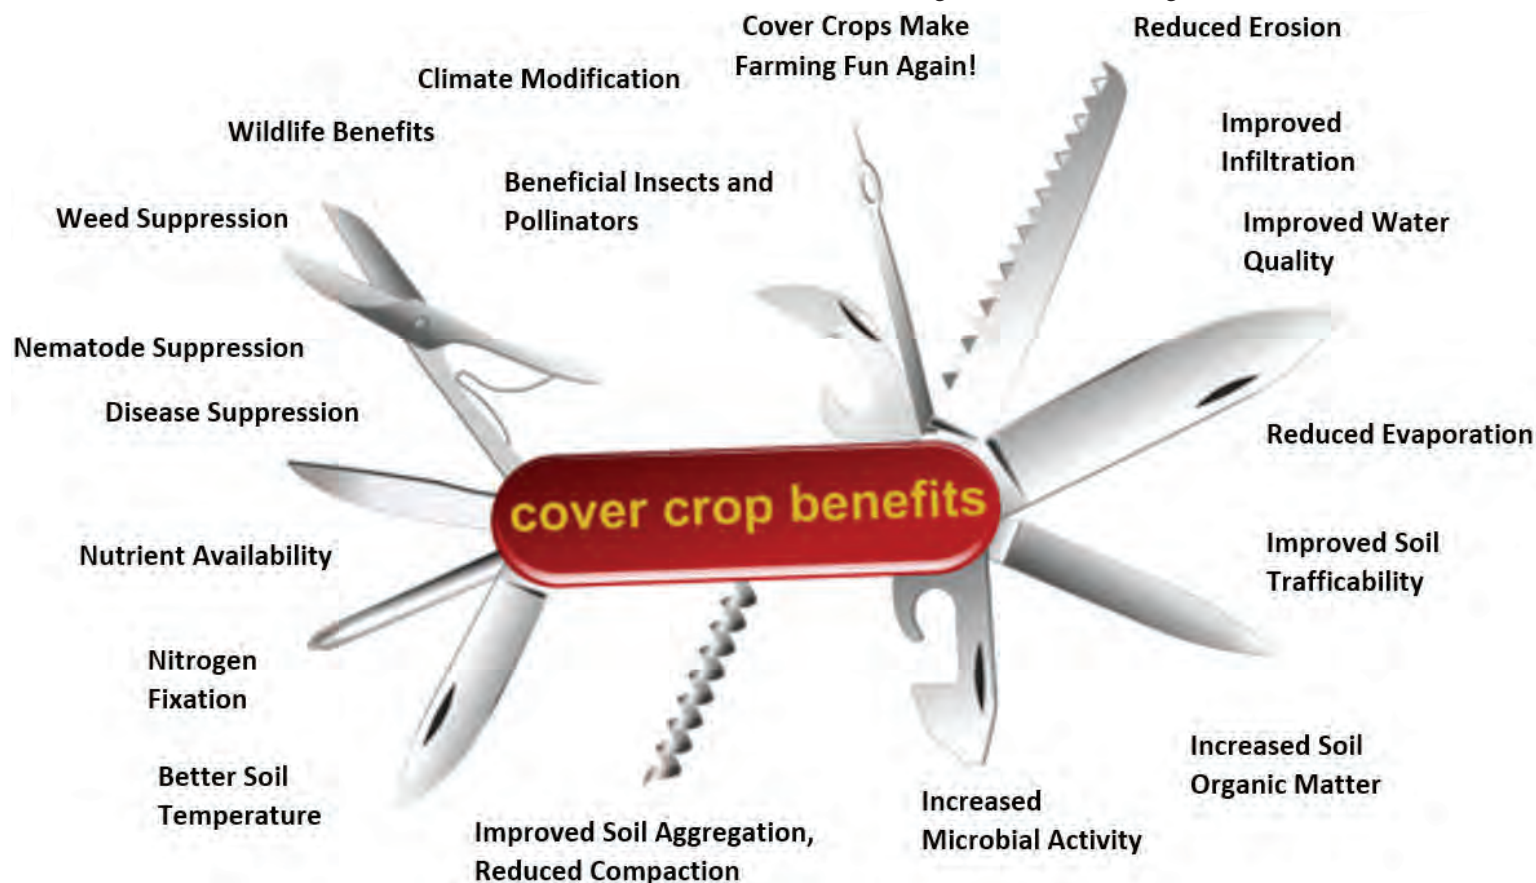 Cover Crops Make
Farming Fun Again!
Reduced Erosion
Climate Modification
Wildlife Benefits
Improved
Infiltration
Beneficial Insects and
Pollinators
Weed Suppression
Improved Water
Quality
Nematode Suppression
Disease Suppression
Reduced Evaporation
cover crop benefits
Nutrient Availability
Improved Soil
Trafficability
Nitrogen
Fixation
Increased Soil
Organic Matter
Better Soil
Temperature
Increased
Microbial Activity
Improved Soil Aggregation,
Reduced Compaction